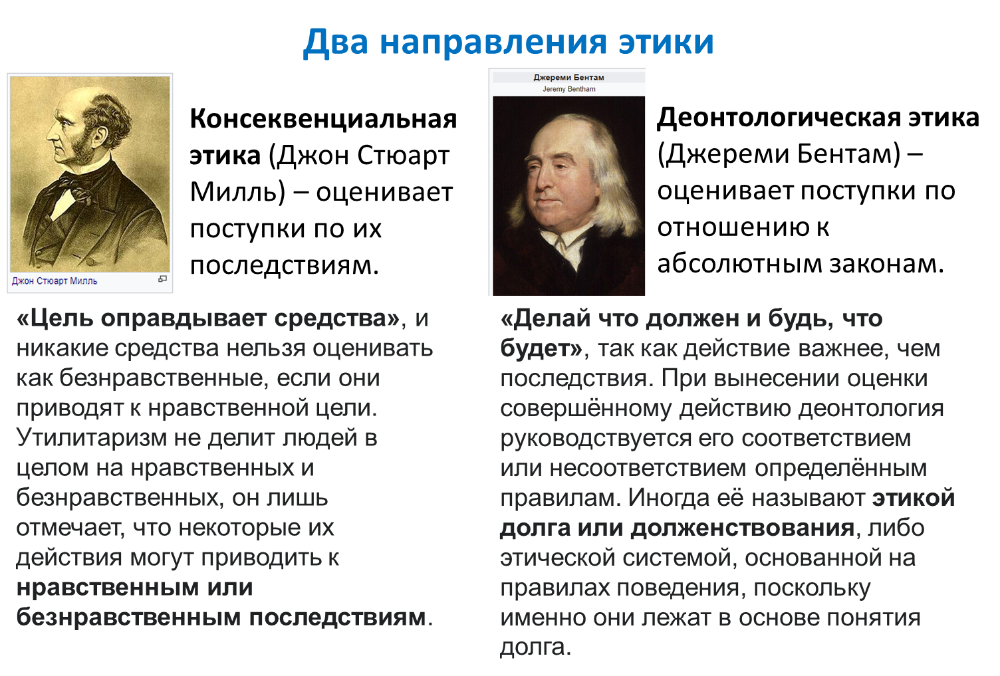 Два направления этики
Консеквенциальная
этика (Джон Стюарт
Милль) – оценивает
поступки по их
последствиям.
Джон Стюарт Милль
«Цель оправдывает средства», и
никакие средства нельзя оценивать
как безнравственные, если они
приводят к нравственной цели.
Утилитаризм не делит людей в
целом на нравственных и
безнравственных, он лишь
отмечает, что некоторые их
действия могут приводить к
нравственным или
безнравственным последствиям.
Джереми Бентам
Jeremy Bentham
Деонтологическая этика
(Джереми Бентам) –
оценивает поступки по
отношению к
абсолютным законам.
«Делай что должен и будь, что
будет», так как действие важнее, чем
последствия. При вынесении оценки
совершённому действию деонтология
руководствуется его соответствием
или несоответствием определённым
правилам. Иногда её называют этикой
долга или долженствования, либо
этической системой, основанной на
правилах поведения, поскольку
именно они лежат в основе понятия
долга.